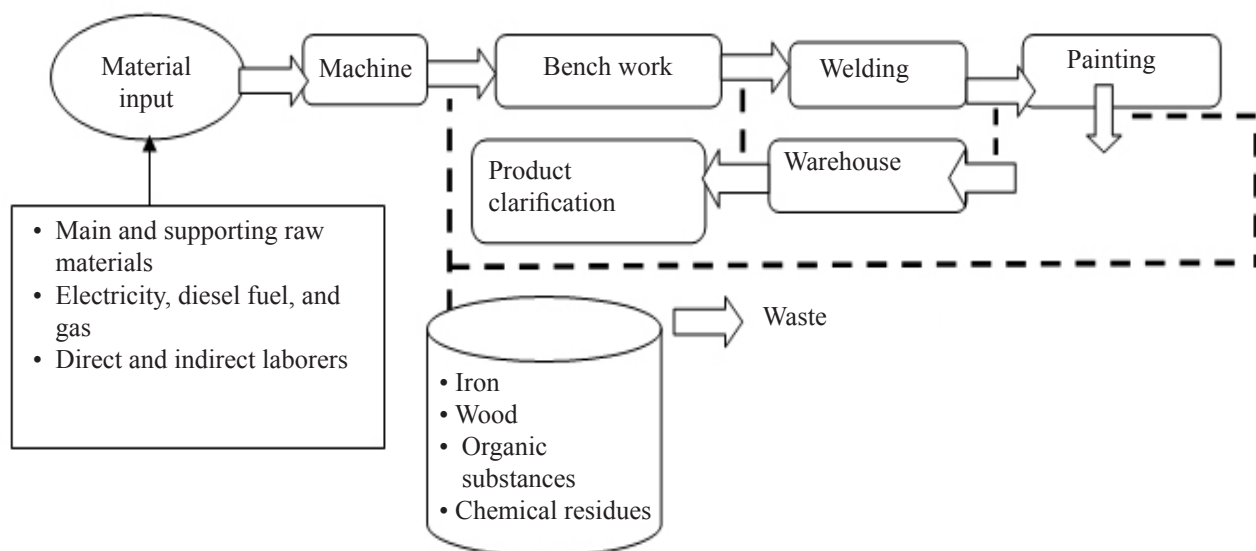 Material
input
Machine
Bench work
Welding
Painting
Product
clarification
Warehouse
• Main and supporting raw
materials
• Electricity, diesel fuel, and
gas
• Direct and indirect laborers
Waste
• Iron
• Wood
• Organic
substances
• Chemical residues